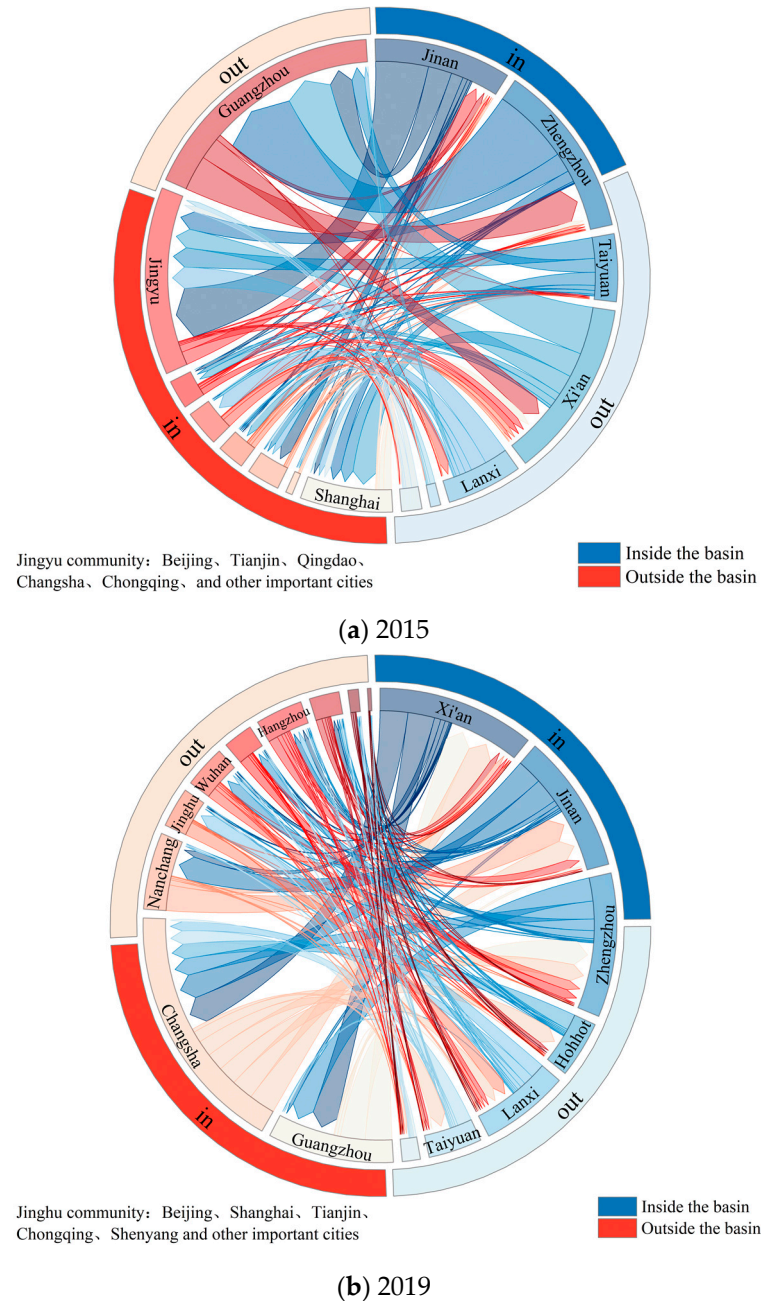 out
in
Guangzhou
Jinan
Zhengzhou
Jingyu
Taiyuan
Xi'an
in
out
Shanghai
Lanxi
Jingyu community：Beijing、Tianjin、Qingdao、
Changsha、Chongqing、and other important cities
Inside the basin
Outside the basin
(a) 2015
out
in
Hangzhou
Xi'an
Wuhan
Jinan
Jinghu
Nanchang
Zhengzhou
Changsha
Hohhot
Lanxi
in
out
Guangzhou
Taiyuan
Jinghu community：Beijing、Shanghai、Tianjin、
Chongqing、Shenyang and other important cities
Inside the basin
Outside the basin
(b) 2019